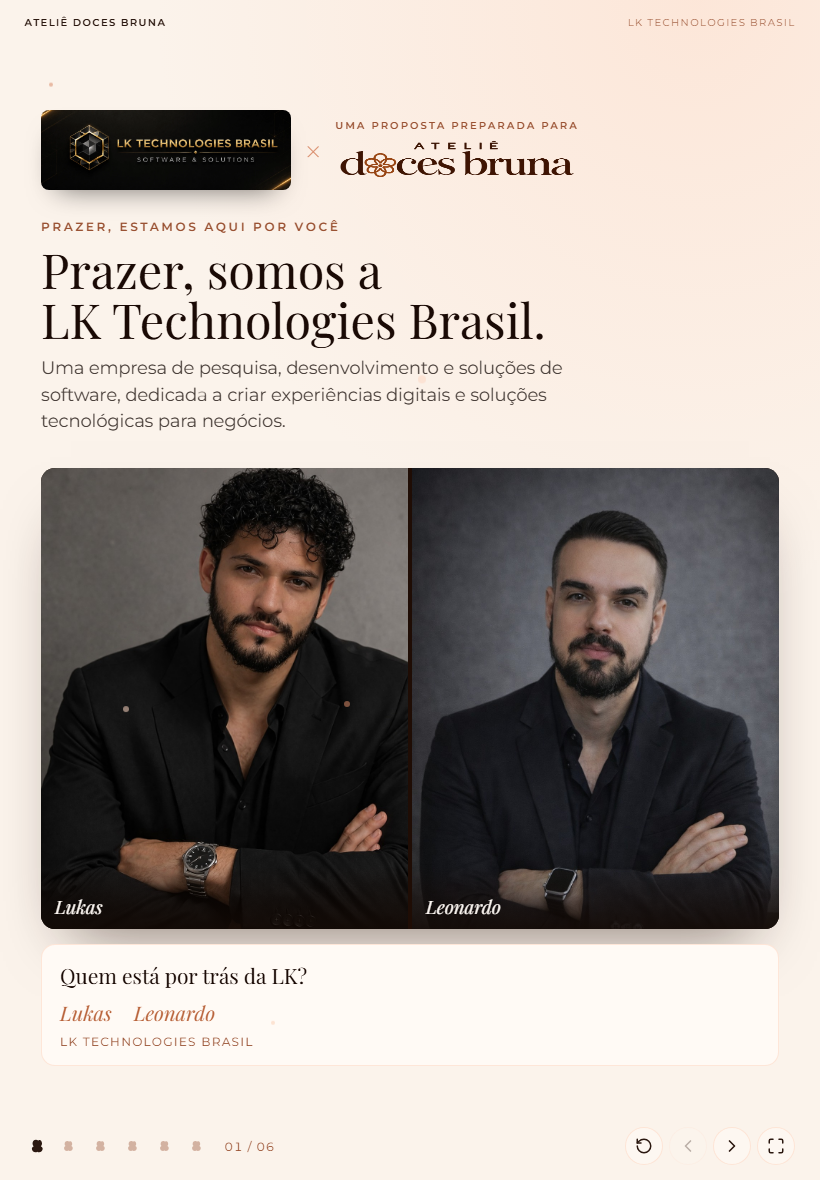 ATELIÊ DOCES BRUNA
LK TECHNOLOGIES BRASIL
LK TECHNOLOGIES BRASIL
SOFTWARE & SOLUTIONS
UMA PROPOSTA PREPARADA PARA
ATELIÊ
doces bruna
PRAZER, ESTAMOS AQUI POR VOCÊ
Prazer, somos a
LK Technologies Brasil.
Uma empresa de pesquisa, desenvolvimento e soluções de
software, dedicada a criar experiências digitais e soluções
tecnológicas para negócios.
Lukas
Leonardo
Quem está por trás da LK?
Lukas Leonardo
LK TECHNOLOGIES BRASIL
01 / 06